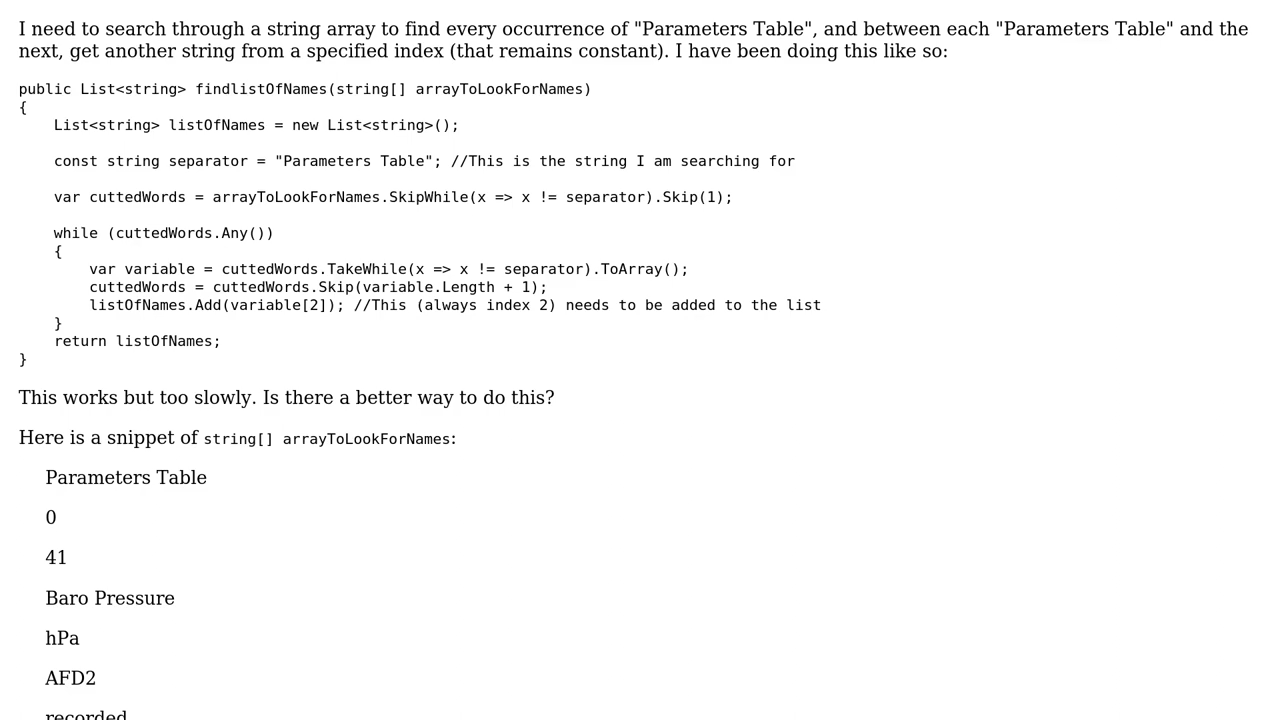 I need to search through a string array to find every occurrence of "Parameters Table", and between each "Parameters Table" and the
next, get another string from a specified index (that remains constant). I have been doing this like so:
public List<string> findlistOfNames(string[] arrayToLookForNames)
{
    List<string> listOfNames = new List<string>();
    const string separator = "Parameters Table"; //This is the string I am searching for
    var cuttedWords = arrayToLookForNames.SkipWhile(x => x != separator).Skip(1);
    while (cuttedWords.Any())
    {
        var variable = cuttedWords.TakeWhile(x => x != separator).ToArray();
        cuttedWords = cuttedWords.Skip(variable.Length + 1);
        listOfNames.Add(variable[2]); //This (always index 2) needs to be added to the list
    }
    return listOfNames;
}
This works but too slowly. Is there a better way to do this?
Here is a snippet of string[] arrayToLookForNames:
Parameters Table
0
41
Baro Pressure
hPa
AFD2
recorded